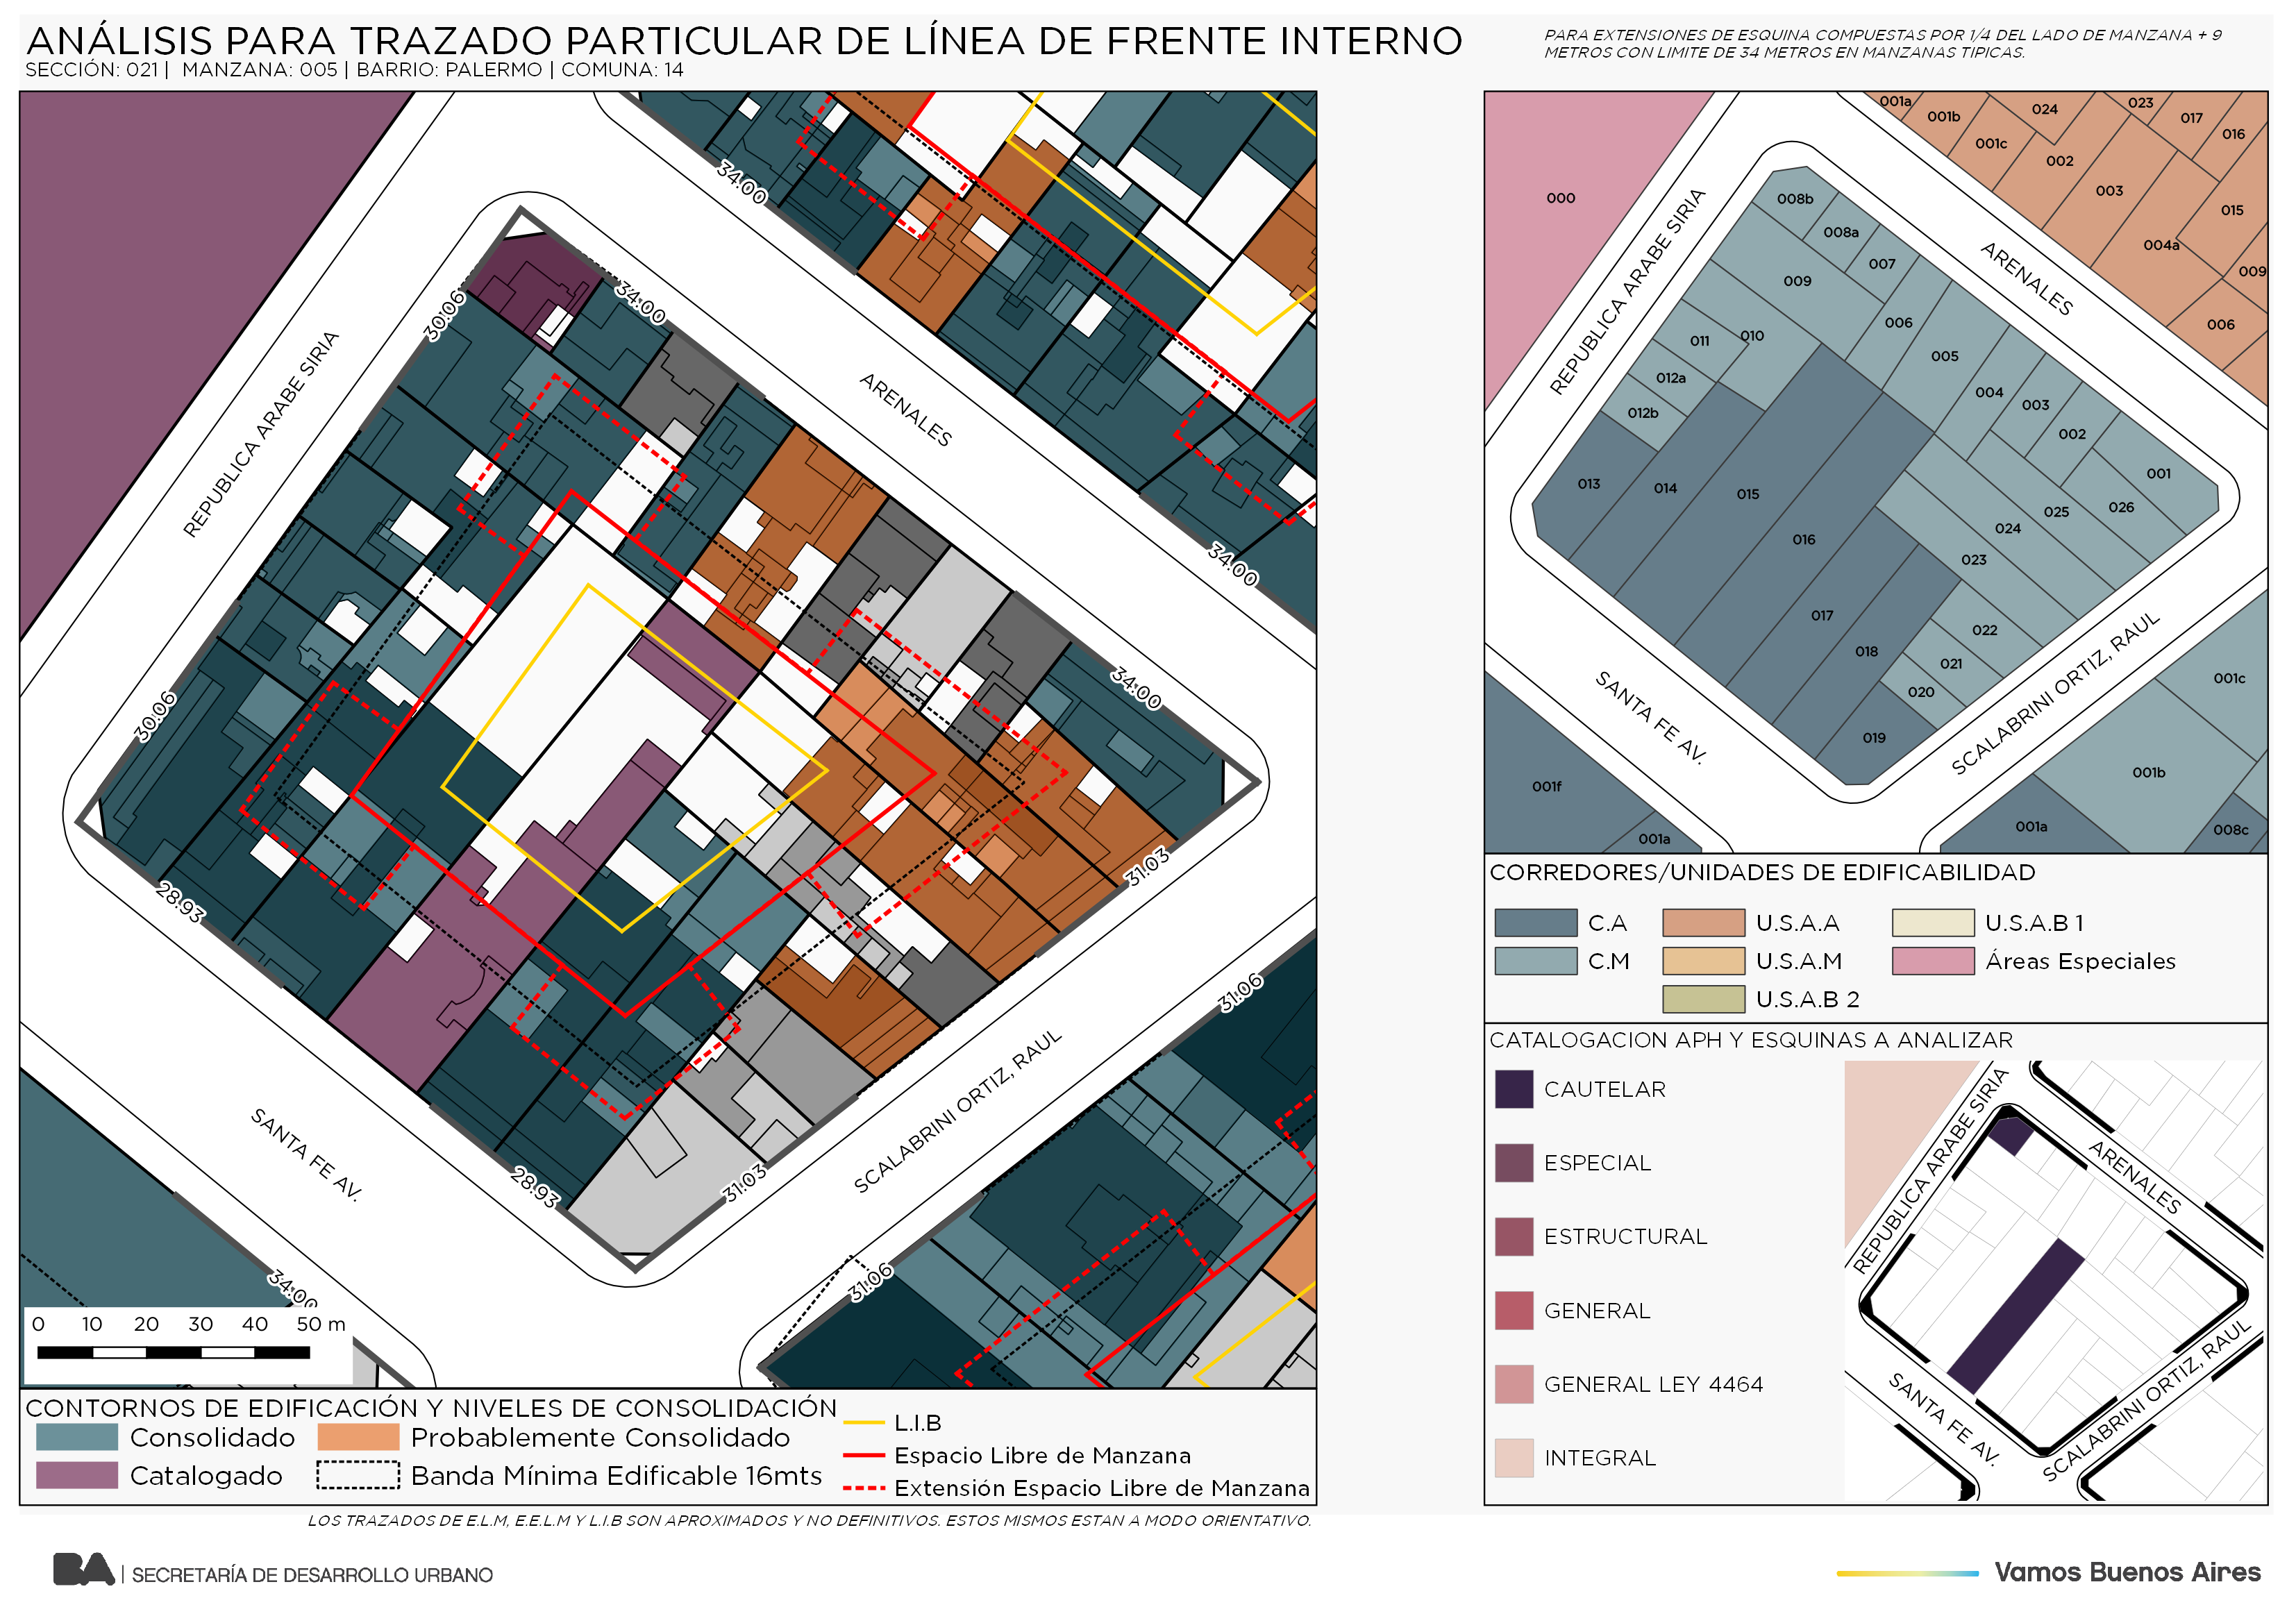 ANÁLISIS PARA TRAZADO PARTICULAR DE LÍNEA DE FRENTE INTERNO
SECCIÓN: 021 | MANZANA: 005 | BARRIO: PALERMO | COMUNA: 14
PARA EXTENSIONES DE ESQUINA COMPUESTAS POR 1/4 DEL LADO DE MANZANA + 9
METROS CON LIMITE DE 34 METROS EN MANZANAS TIPICAS.
34:00
34:00
30:06
REPUBLICA ARABE SIRIA
ARENALES
34:00
34:00
30:06
31:03
28:93
31:06
SANTA FE AV.
SCALABRINI ORTIZ, RAUL
28:93
31:03
31:06
34:00
0 10 20 30 40 50 m
CONTORNOS DE EDIFICACIÓN Y NIVELES DE CONSOLIDACIÓN
Consolidado
Probablemente Consolidado
Catalogado
Banda Mínima Edificable 16mts
L.I.B
Espacio Libre de Manzana
Extensión Espacio Libre de Manzana
LOS TRAZADOS DE E.L.M, E.E.L.M Y L.I.B SON APROXIMADOS Y NO DEFINITIVOS. ESTOS MISMOS ESTAN A MODO ORIENTATIVO.
001a
001b
024
023
017
016
001c
002
003
015
004a
009
006
000
REPUBLICA ARABE SIRIA
ARENALES
008b
008a
007
009
006
010
011
005
012a
004
012b
003
002
001
013
014
015
016
026
025
024
023
017
022
018
021
020
019
SANTA FE AV.
SCALABRINI ORTIZ, RAUL
001f
001a
001c
001b
001a
008c
CORREDORES/UNIDADES DE EDIFICABILIDAD
C.A
U.S.A.A
U.S.A.B 1
C.M
U.S.A.M
Áreas Especiales
U.S.A.B 2
CATALOGACION APH Y ESQUINAS A ANALIZAR
CAUTELAR
ESPECIAL
ESTRUCTURAL
GENERAL
GENERAL LEY 4464
INTEGRAL
REPUBLICA ARABE SIRIA
ARENALES
SANTA FE AV.
SCALABRINI ORTIZ, RAUL
BA | SECRETARÍA DE DESARROLLO URBANO
Vamos Buenos Aires